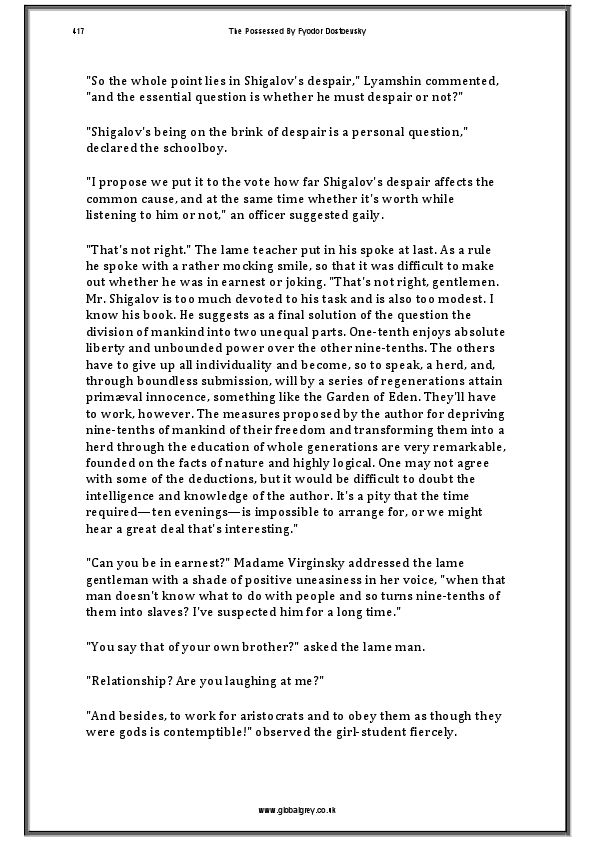 417 The Possessed By Fyodor Dostoevsky
"So the whole point lies in Shigalov's despair," Lyamshin commented,
"and the essential question is whether he must despair or not?"
"Shigalov's being on the brink of despair is a personal question,"
declared the schoolboy.
"I propose we put it to the vote how far Shigalov's despair affects the
common cause, and at the same time whether it's worth while
listening to him or not," an officer suggested gaily.
"That's not right." The lame teacher put in his spoke at last. As a rule
he spoke with a rather mocking smile, so that it was difficult to make
out whether he was in earnest or joking. "That's not right, gentlemen.
Mr. Shigalov is too much devoted to his task and is also too modest. I
know his book. He suggests as a final solution of the question the
division of mankind into two unequal parts. One-tenth enjoys absolute
liberty and unbounded power over the other nine-tenths. The others
have to give up all individuality and become, so to speak, a herd, and,
through boundless submission, will by a series of regenerations attain
primæval innocence, something like the Garden of Eden. They'll have
to work, however. The measures proposed by the author for depriving
nine-tenths of mankind of their freedom and transforming them into a
herd through the education of whole generations are very remarkable,
founded on the facts of nature and highly logical. One may not agree
with some of the deductions, but it would be difficult to doubt the
intelligence and knowledge of the author. It's a pity that the time
required—ten evenings—is impossible to arrange for, or we might
hear a great deal that's interesting."
"Can you be in earnest?" Madame Virginsky addressed the lame
gentleman with a shade of positive uneasiness in her voice, "when that
man doesn't know what to do with people and so turns nine-tenths of
them into slaves? I've suspected him for a long time."
"You say that of your own brother?" asked the lame man.
"Relationship? Are you laughing at me?"
"And besides, to work for aristocrats and to obey them as though they
were gods is contemptible!" observed the girl-student fiercely.
www.globalgrey.co.uk